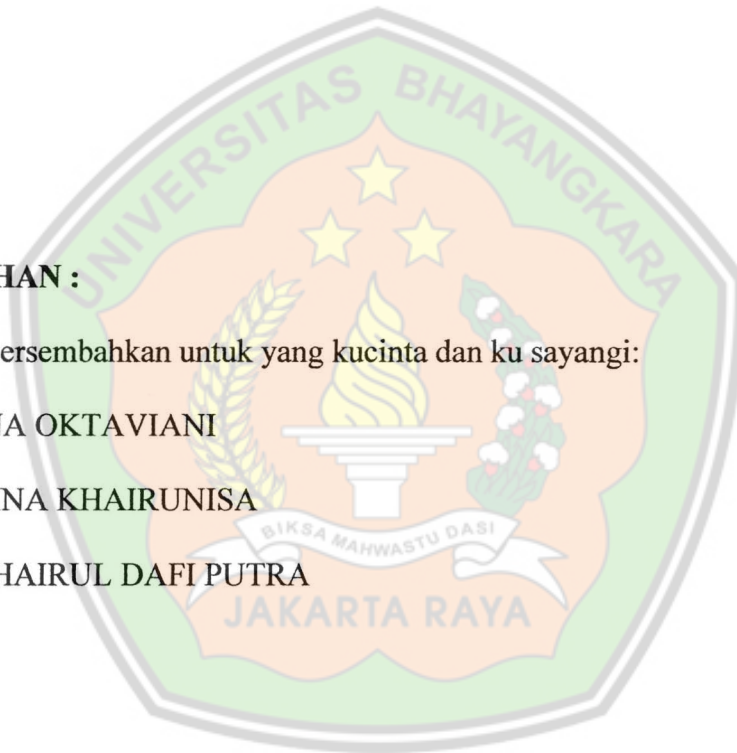 UNIVERSITAS BHAYANGKARA
HAN :
ersembahkan untuk yang kucinta dan ku sayangi:
NA OKTAVIANI
NA KHAIRUNISA
HAIRUL DAFI PUTRA
BIKSA MAHWASTU DASI
JAKARTA RAYA